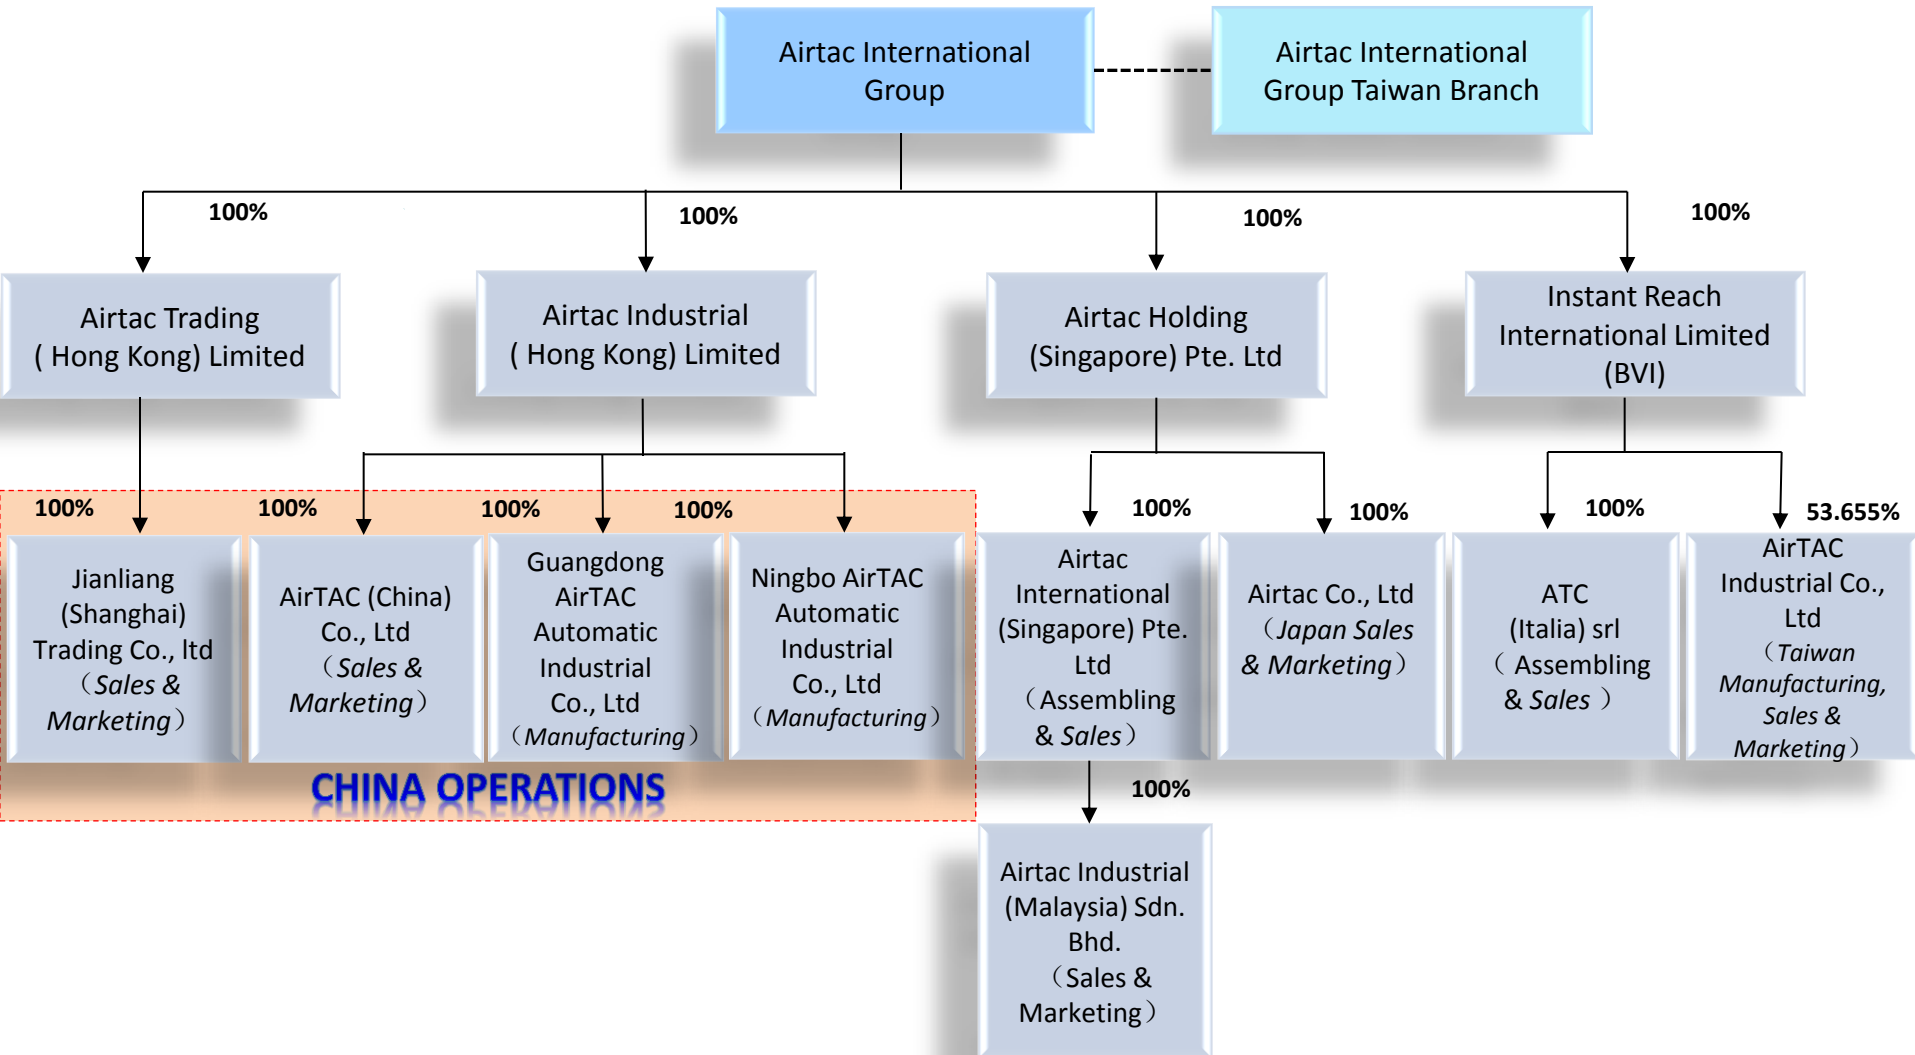 Airtac International
Group
Airtac International
Group Taiwan Branch
100%
100%
100%
100%
Airtac Trading
( Hong Kong) Limited
Airtac Industrial
( Hong Kong) Limited
Airtac Holding
(Singapore) Pte. Ltd
Instant Reach
International Limited
(BVI)
100%
100%
100%
100%
100%
100%
100%
53.655%
Jianliang
(Shanghai)
Trading Co., ltd
（Sales &
Marketing）
AirTAC (China)
Co., Ltd
（Sales &
Marketing）
Guangdong
AirTAC
Automatic
Industrial
Co., Ltd
（Manufacturing）
Ningbo AirTAC
Automatic
Industrial
Co., Ltd
（Manufacturing）
Airtac
International
(Singapore) Pte.
Ltd
（Assembling
& Sales）
Airtac Co., Ltd
（Japan Sales
& Marketing）
ATC
(Italia) srl
（ Assembling
& Sales ）
AirTAC
Industrial Co.,
Ltd
（Taiwan
Manufacturing,
Sales &
Marketing）
CHINA OPERATIONS
100%
Airtac Industrial
(Malaysia) Sdn.
Bhd.
（Sales &
Marketing）